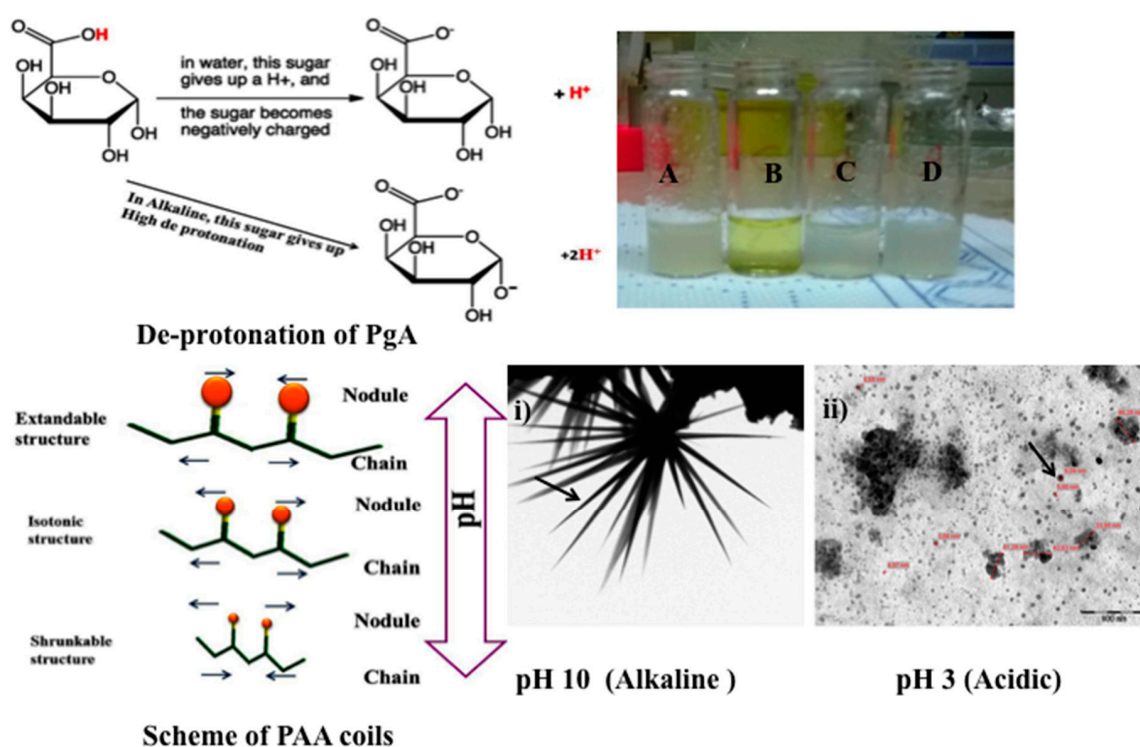 O
OH
OH
O
OH
OH
OH
in water, this sugar
gives up a H+, and
the sugar becomes
negatively charged
O
O-
OH
O
OH
OH
OH
+ H+
In Alkaline, this sugar gives up
High de protonation
O
O-
OH
O
OH
O-
OH
+2H+
De-protonation of PgA
A
B
C
D
Extandable
structure
Nodule
Chain
Isotonic
structure
Nodule
Chain
Shrunkable
structure
Nodule
Chain
pH
Scheme of PAA coils
i)
pH 10 (Alkaline )
ii)
pH 3 (Acidic)